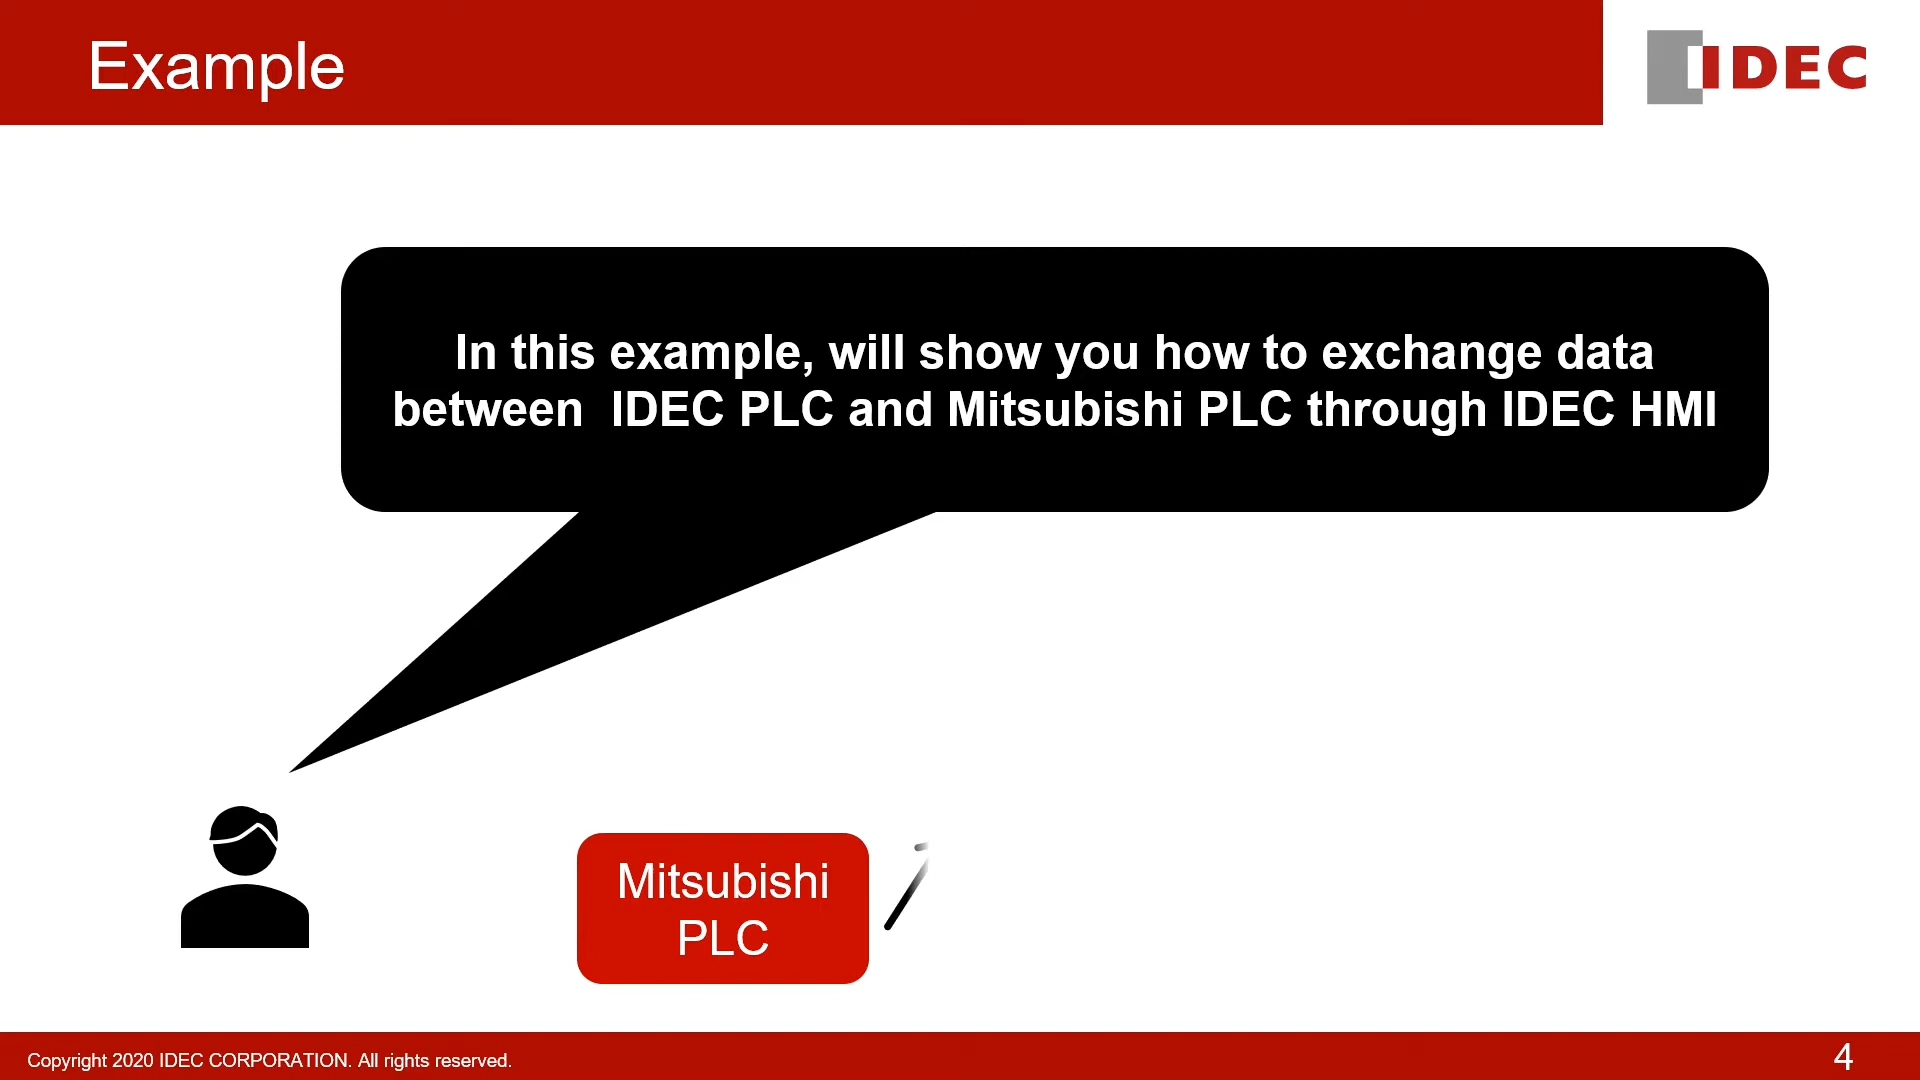 Example
IDEC
In this example, will show you how to exchange data
between  IDEC PLC and Mitsubishi PLC through IDEC HMI
Mitsubishi
PLC
Copyright 2020 IDEC CORPORATION. All rights reserved.
4